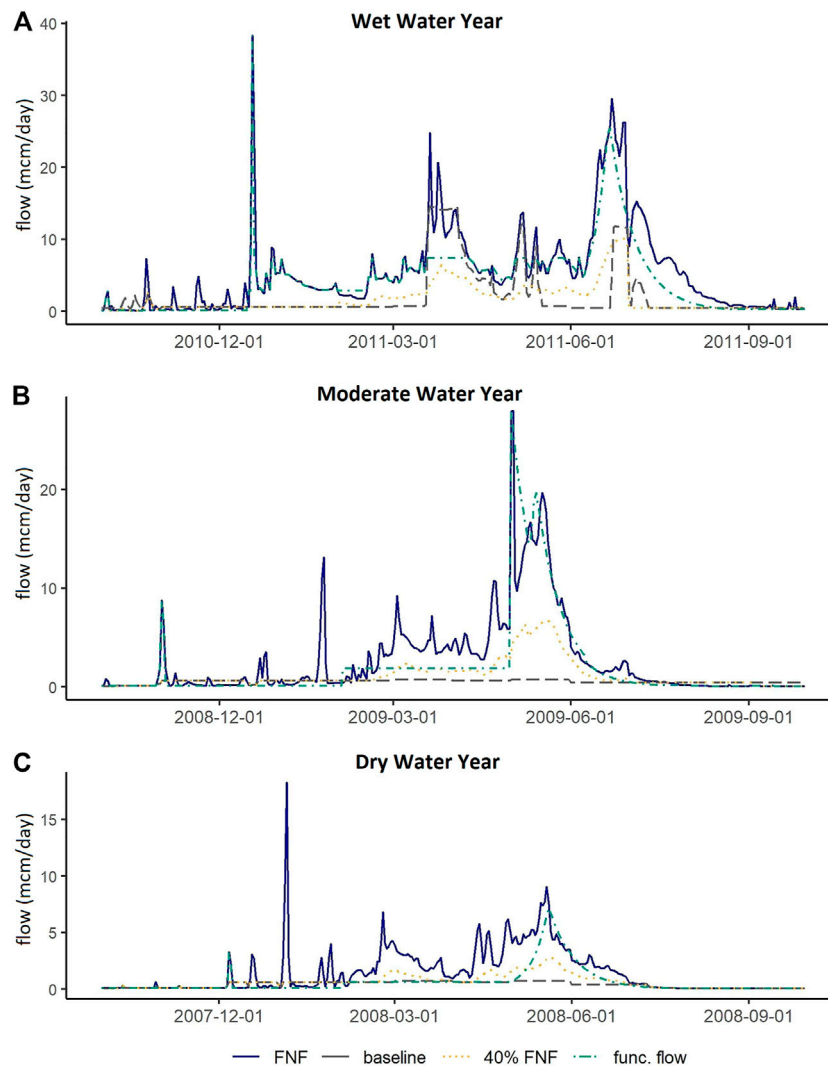 A
Wet Water Year
40
30
20
10
0
flow (mcm/day)
2010-12-01 2011-03-01 2011-06-01 2011-09-01
B
Moderate Water Year
20
10
0
flow (mcm/day)
2008-12-01 2009-03-01 2009-06-01 2009-09-01
C
Dry Water Year
15
10
5
0
flow (mcm/day)
2007-12-01 2008-03-01 2008-06-01 2008-09-01
FNF baseline 40% FNF func. flow